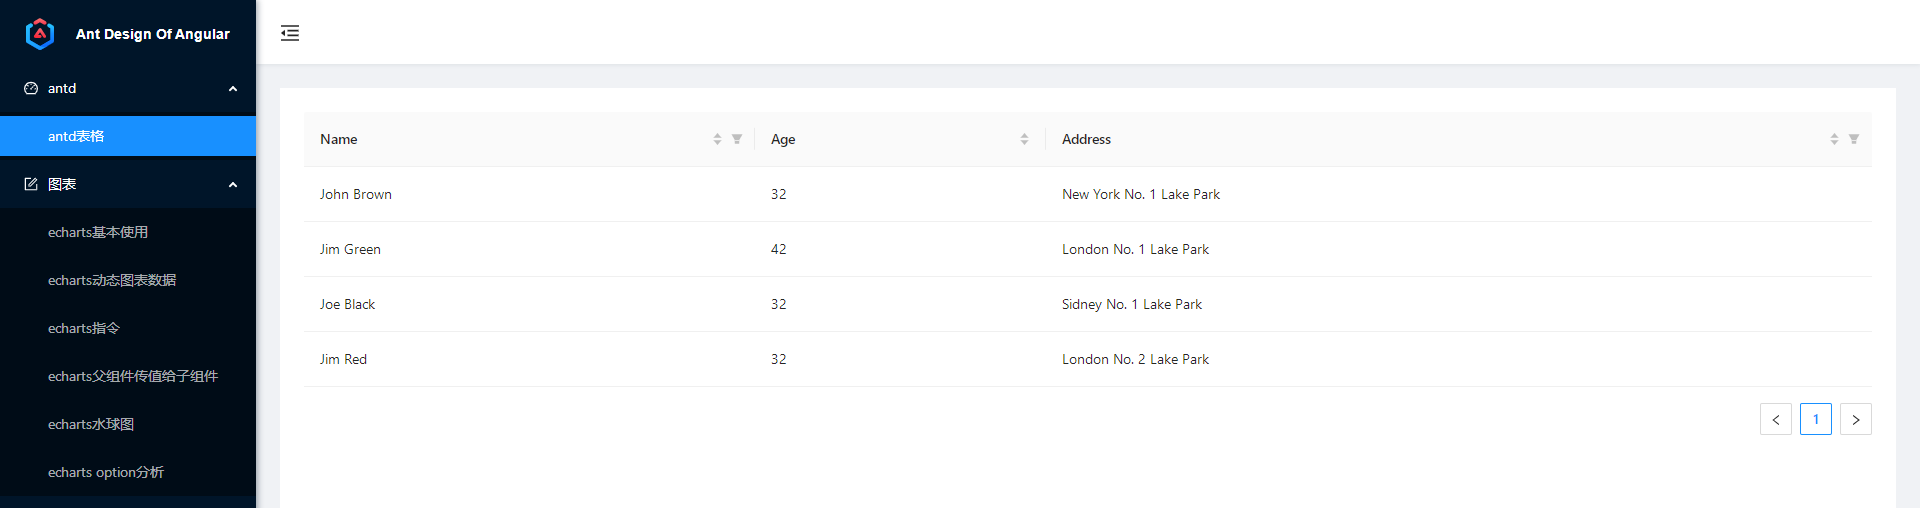 Ant Design Of Angular
antd
antd表格
图表
echarts基本使用
echarts动态图表数据
echarts指令
echarts父组件传值给子组件
echarts水球图
echarts option分析
Name Age Address
John Brown 32 New York No. 1 Lake Park
Jim Green 42 London No. 1 Lake Park
Joe Black 32 Sidney No. 1 Lake Park
Jim Red 32 London No. 2 Lake Park
1